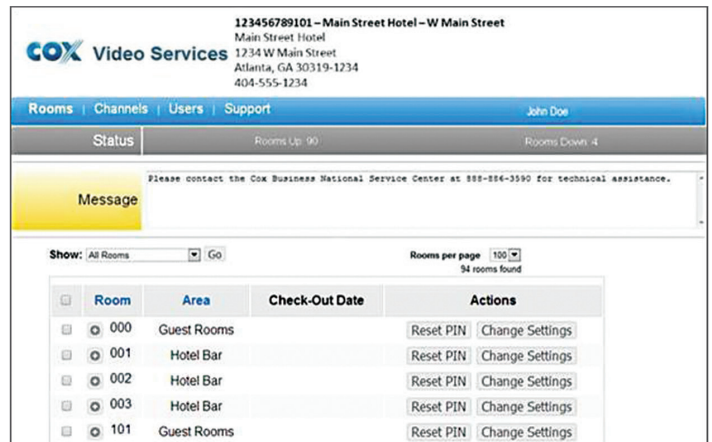 123456789101 – Main Street Hotel – W Main Street
Main Street Hotel
COX Video Services 1234 W Main Street
Atlanta, GA 30319-1234
404-555-1234
Rooms | Channels | Users | Support John Doe
Status Rooms Up: 90 Rooms Down: 4
Please contact the Cox Business National Service Center at 888-886-3590 for technical assistance.
Message
Show: All Rooms Go Rooms per page 100
94 rooms found
Room Area Check-Out Date Actions
000 Guest Rooms Reset PIN Change Settings
001 Hotel Bar Reset PIN Change Settings
002 Hotel Bar Reset PIN Change Settings
003 Hotel Bar Reset PIN Change Settings
101 Guest Rooms Reset PIN Change Settings